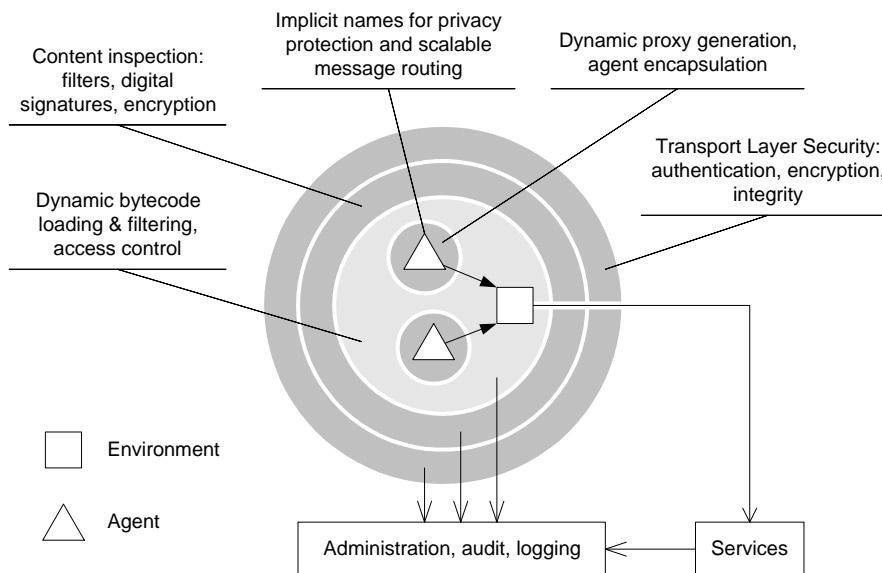 Implicit names for privacy
protection and scalable
message routing
Dynamic proxy generation,
agent encapsulation
Content inspection:
filters, digital
signatures, encryption
Transport Layer Security:
authentication, encryption,
integrity
Dynamic bytecode
loading & filtering,
access control
Environment
Agent
Administration, audit, logging
Services